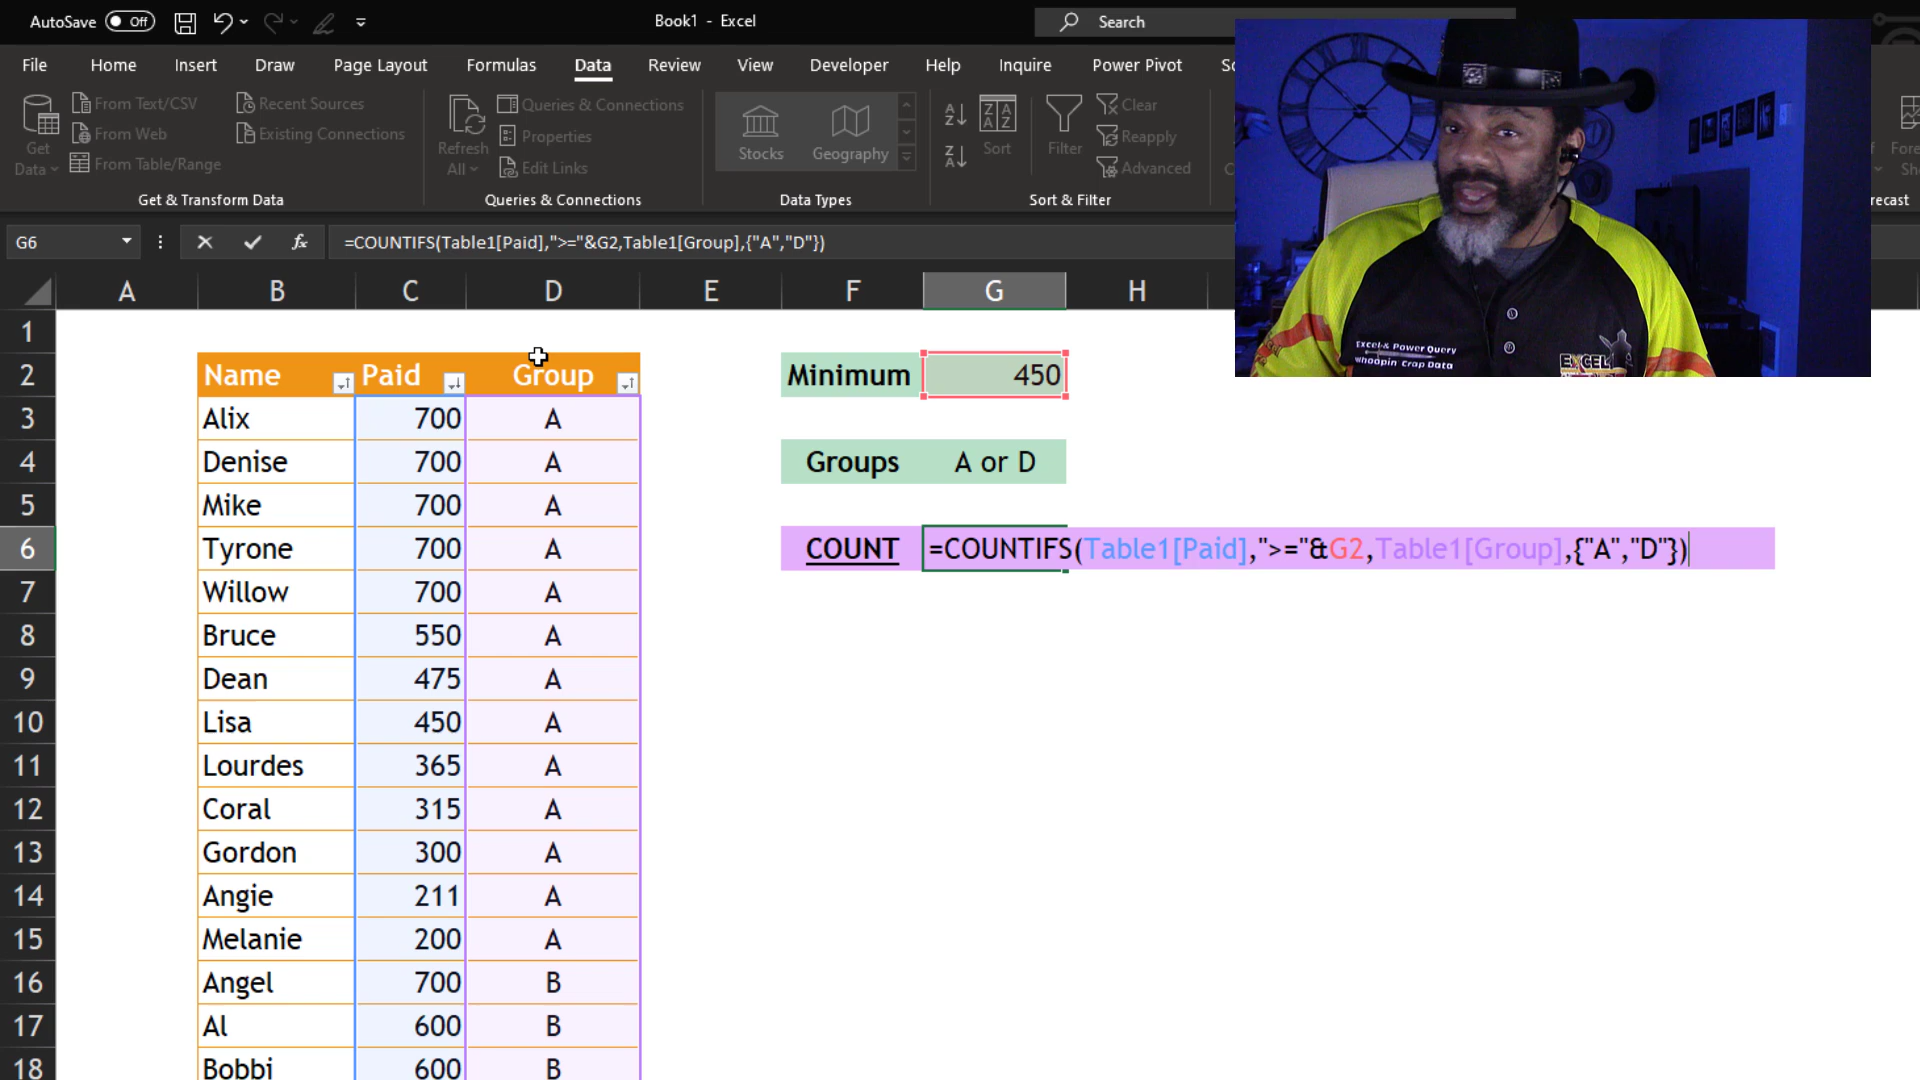 AutoSave Off Book1 - Excel Search
File Home Insert Draw Page Layout Formulas Data Review View Developer Help Inquire Power Pivot
Get Data
From Text/CSV
From Web
From Table/Range
Recent Sources
Existing Connections
Get & Transform Data
Refresh All
Queries & Connections
Properties
Edit Links
Queries & Connections
Stocks Geography
Data Types
Sort
Filter
Clear
Reapply
Advanced
Sort & Filter
G6 fx =COUNTIFS(Table1[Paid],">="&G2,Table1[Group],{"A","D"})
A B C D E F G H
1
2 Name Paid Group Minimum 450
3 Alix 700 A
4 Denise 700 A Groups A or D
5 Mike 700 A
6 Tyrone 700 A COUNT =COUNTIFS(Table1[Paid],">="&G2,Table1[Group],{"A","D"})
7 Willow 700 A
8 Bruce 550 A
9 Dean 475 A
10 Lisa 450 A
11 Lourdes 365 A
12 Coral 315 A
13 Gordon 300 A
14 Angie 211 A
15 Melanie 200 A
16 Angel 700 B
17 Al 600 B
18 Bobbi 600 B
Excel & Power Query
Whoopin Crap Data
EXCEL